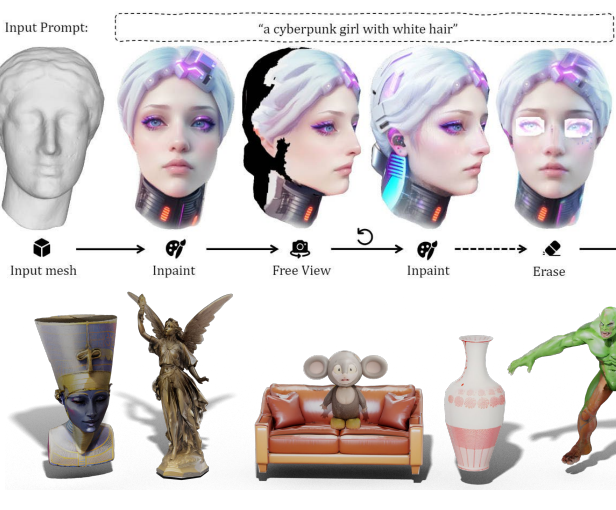 Input Prompt:
“a cyberpunk girl with white hair”
Input mesh
Inpaint
Free View
Inpaint
Erase